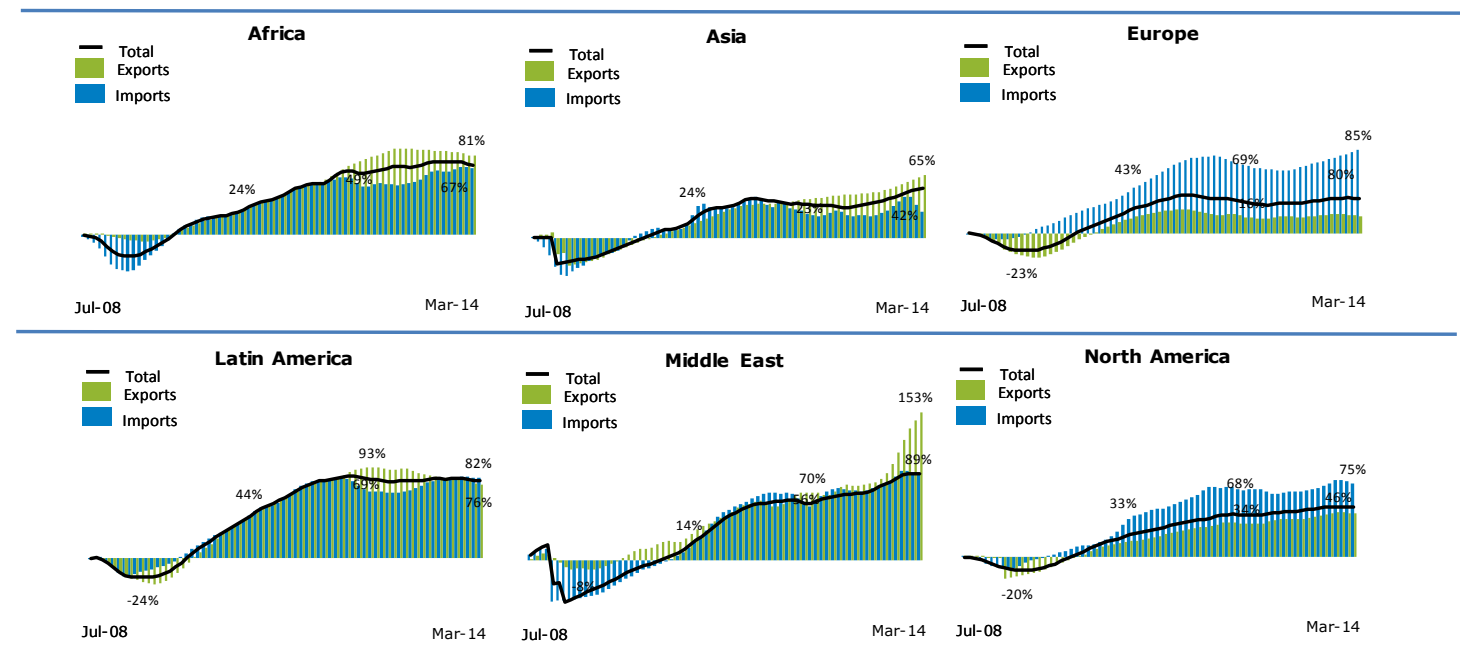 Africa
Total
Exports
Imports
24%
49%
81%
67%
Jul-08
Mar-14
Asia
Total
Exports
Imports
24%
23%
65%
42%
Jul-08
Mar-14
Europe
Total
Exports
Imports
-23%
43%
69%
16%
85%
80%
Jul-08
Mar-14
Latin America
Total
Exports
Imports
-24%
44%
93%
69%
82%
76%
Jul-08
Mar-14
Middle East
Total
Exports
Imports
-8%
14%
70%
153%
89%
Jul-08
Mar-14
North America
Total
Exports
Imports
-20%
33%
68%
34%
75%
46%
Jul-08
Mar-14